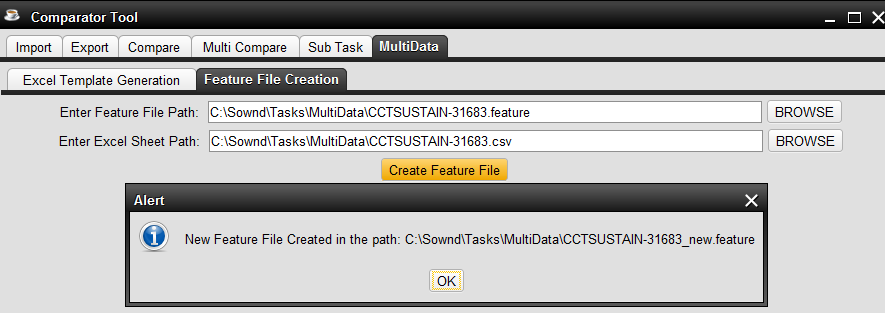 Comparator Tool
Import Export Compare Multi Compare Sub Task MultiData
Excel Template Generation Feature File Creation
Enter Feature File Path: C:\Sownd\Tasks\MultiData\CCTSUSTAIN-31683.feature BROWSE
Enter Excel Sheet Path: C:\Sownd\Tasks\MultiData\CCTSUSTAIN-31683.csv BROWSE
Create Feature File
Alert
New Feature File Created in the path: C:\Sownd\Tasks\MultiData\CCTSUSTAIN-31683_new.feature
OK